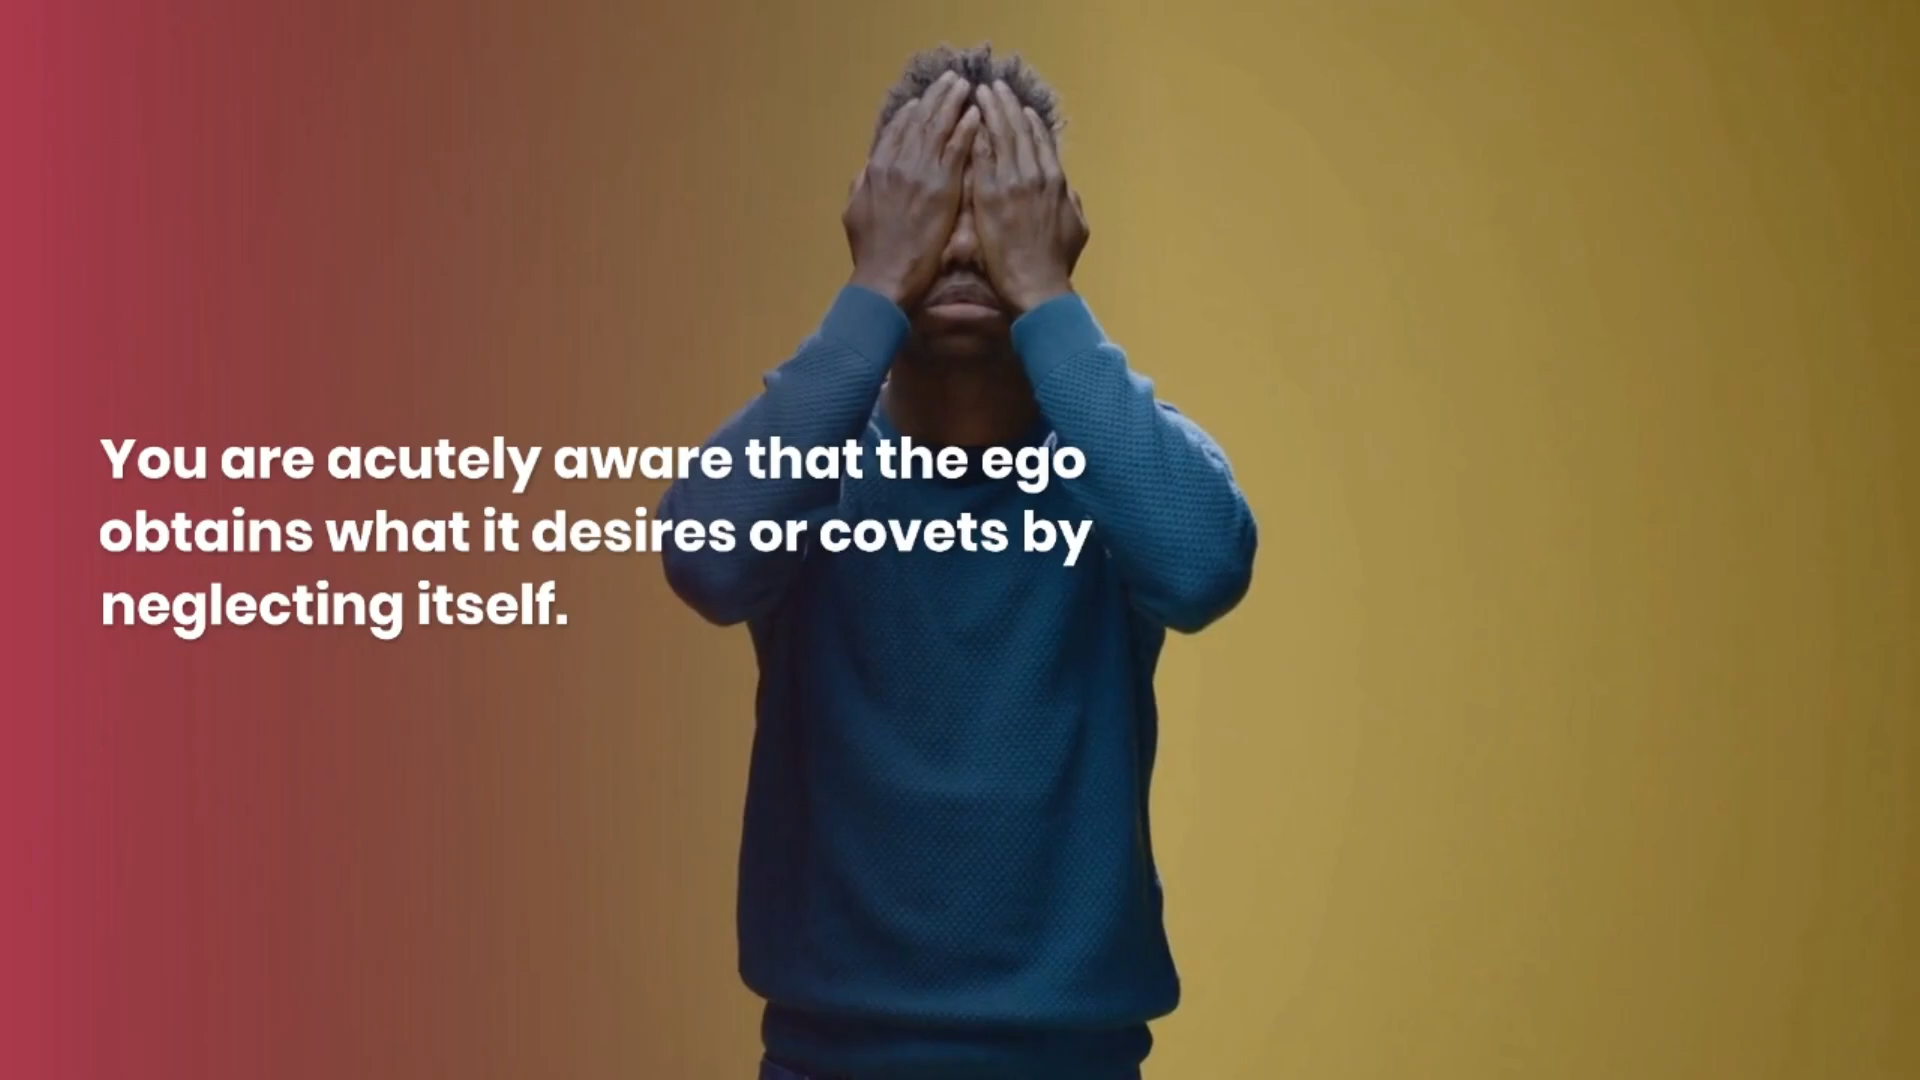 You are acutely aware that the ego
obtains what it desires or covets by
neglecting itself.